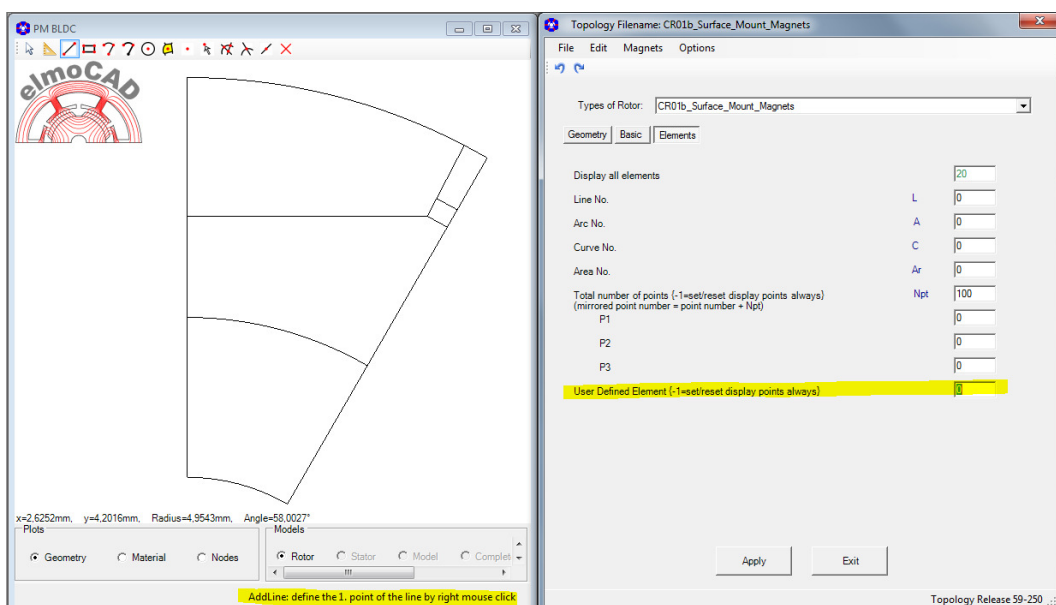 PM BLDC
elmoCAD
x=2,6252mm, y=4,2016mm, Radius=4,9543mm, Angle=58,0027°
Plots
Geometry
Material
Nodes
Models
Rotor
Stator
Model
Complet
AddLine: define the 1. point of the line by right mouse click
Topology Filename: CR01b_Surface_Mount_Magnets
File Edit Magnets Options
Types of Rotor: CR01b_Surface_Mount_Magnets
Geometry Basic Elements
Display all elements 20
Line No. L 0
Arc No. A 0
Curve No. C 0
Area No. Ar 0
Total number of points (-1=set/reset display points always) Npt 100
(mirrored point number = point number + Npt)
P1 0
P2 0
P3 0
User Defined Element (-1=set/reset display points always) 0
Apply Exit
Topology Release 59-250